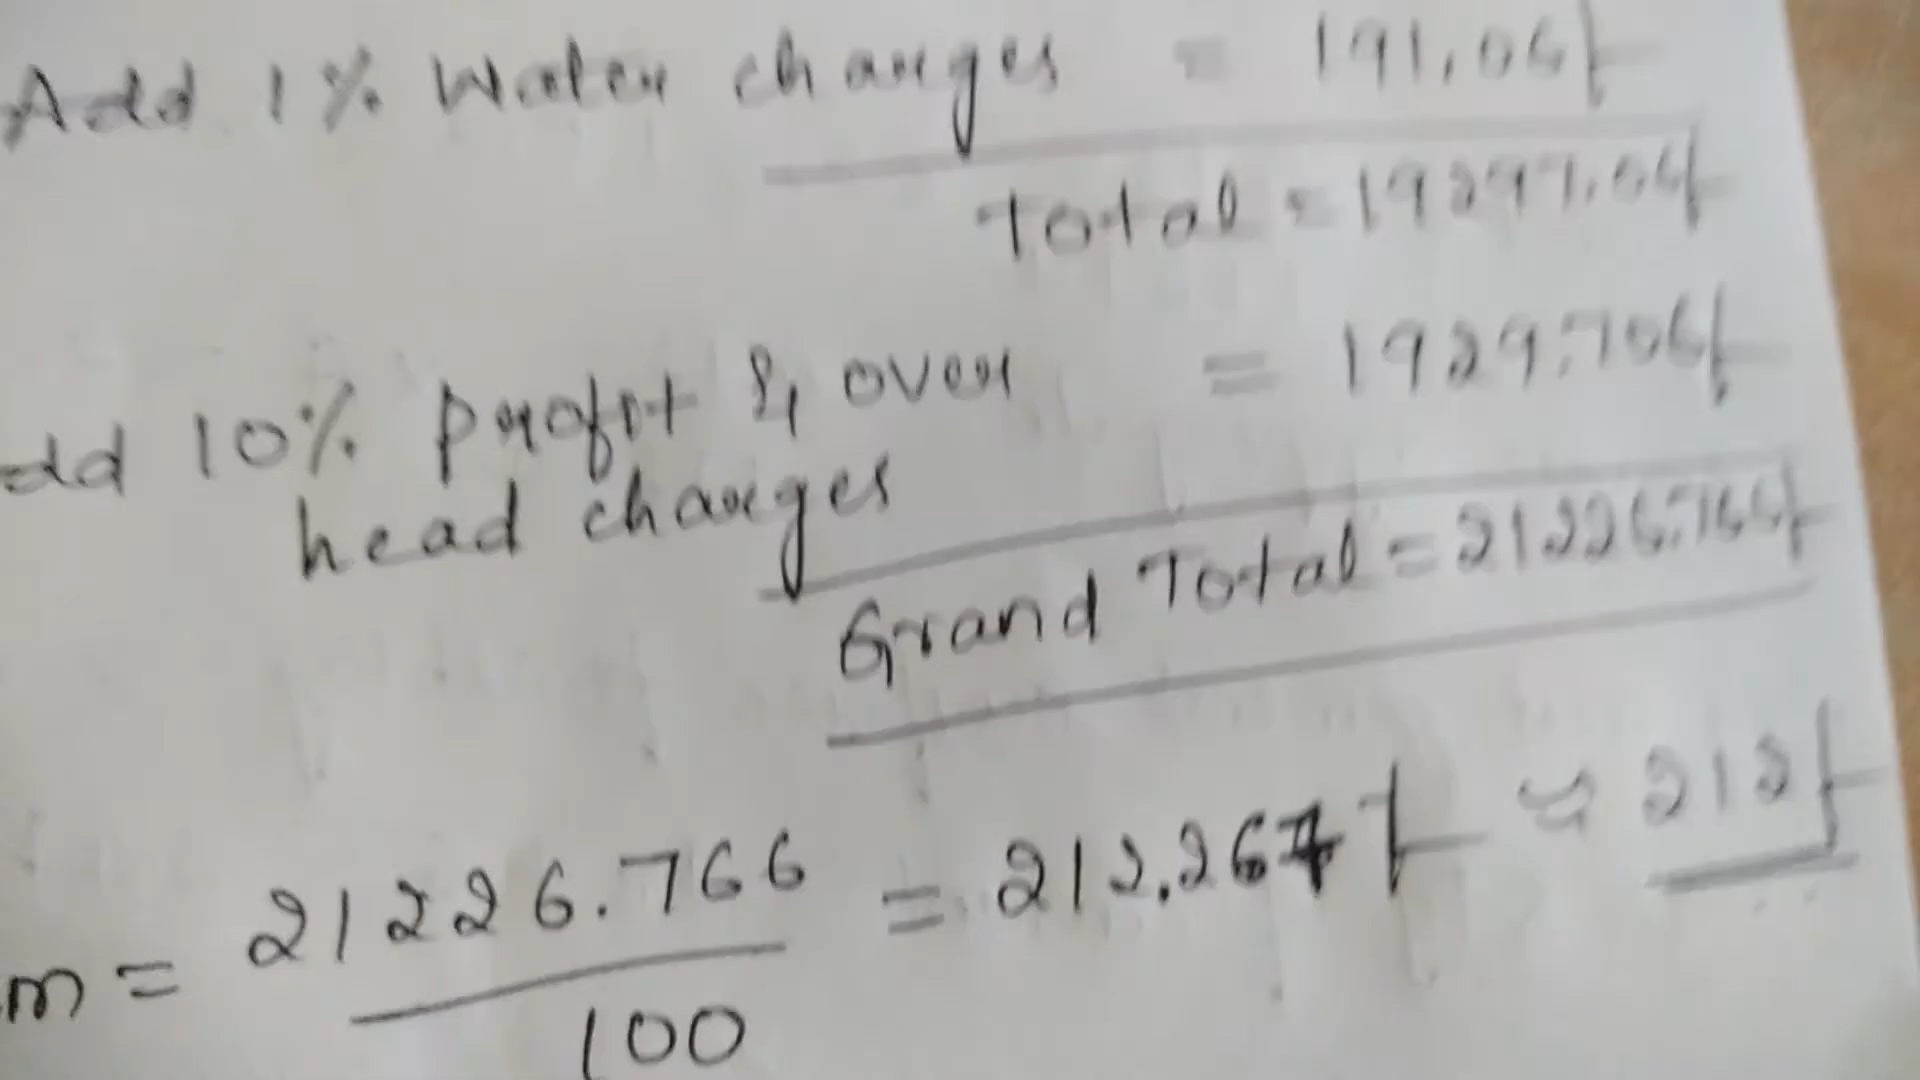 Add 1% Water charges = 191.06/-
Total = 19297.06/-
dd 10% Profit & over = 1929.706/-
head charges
Grand Total = 21226.766/-
m = 21226.766 / 100 = 212.267/- ≈ 212/-